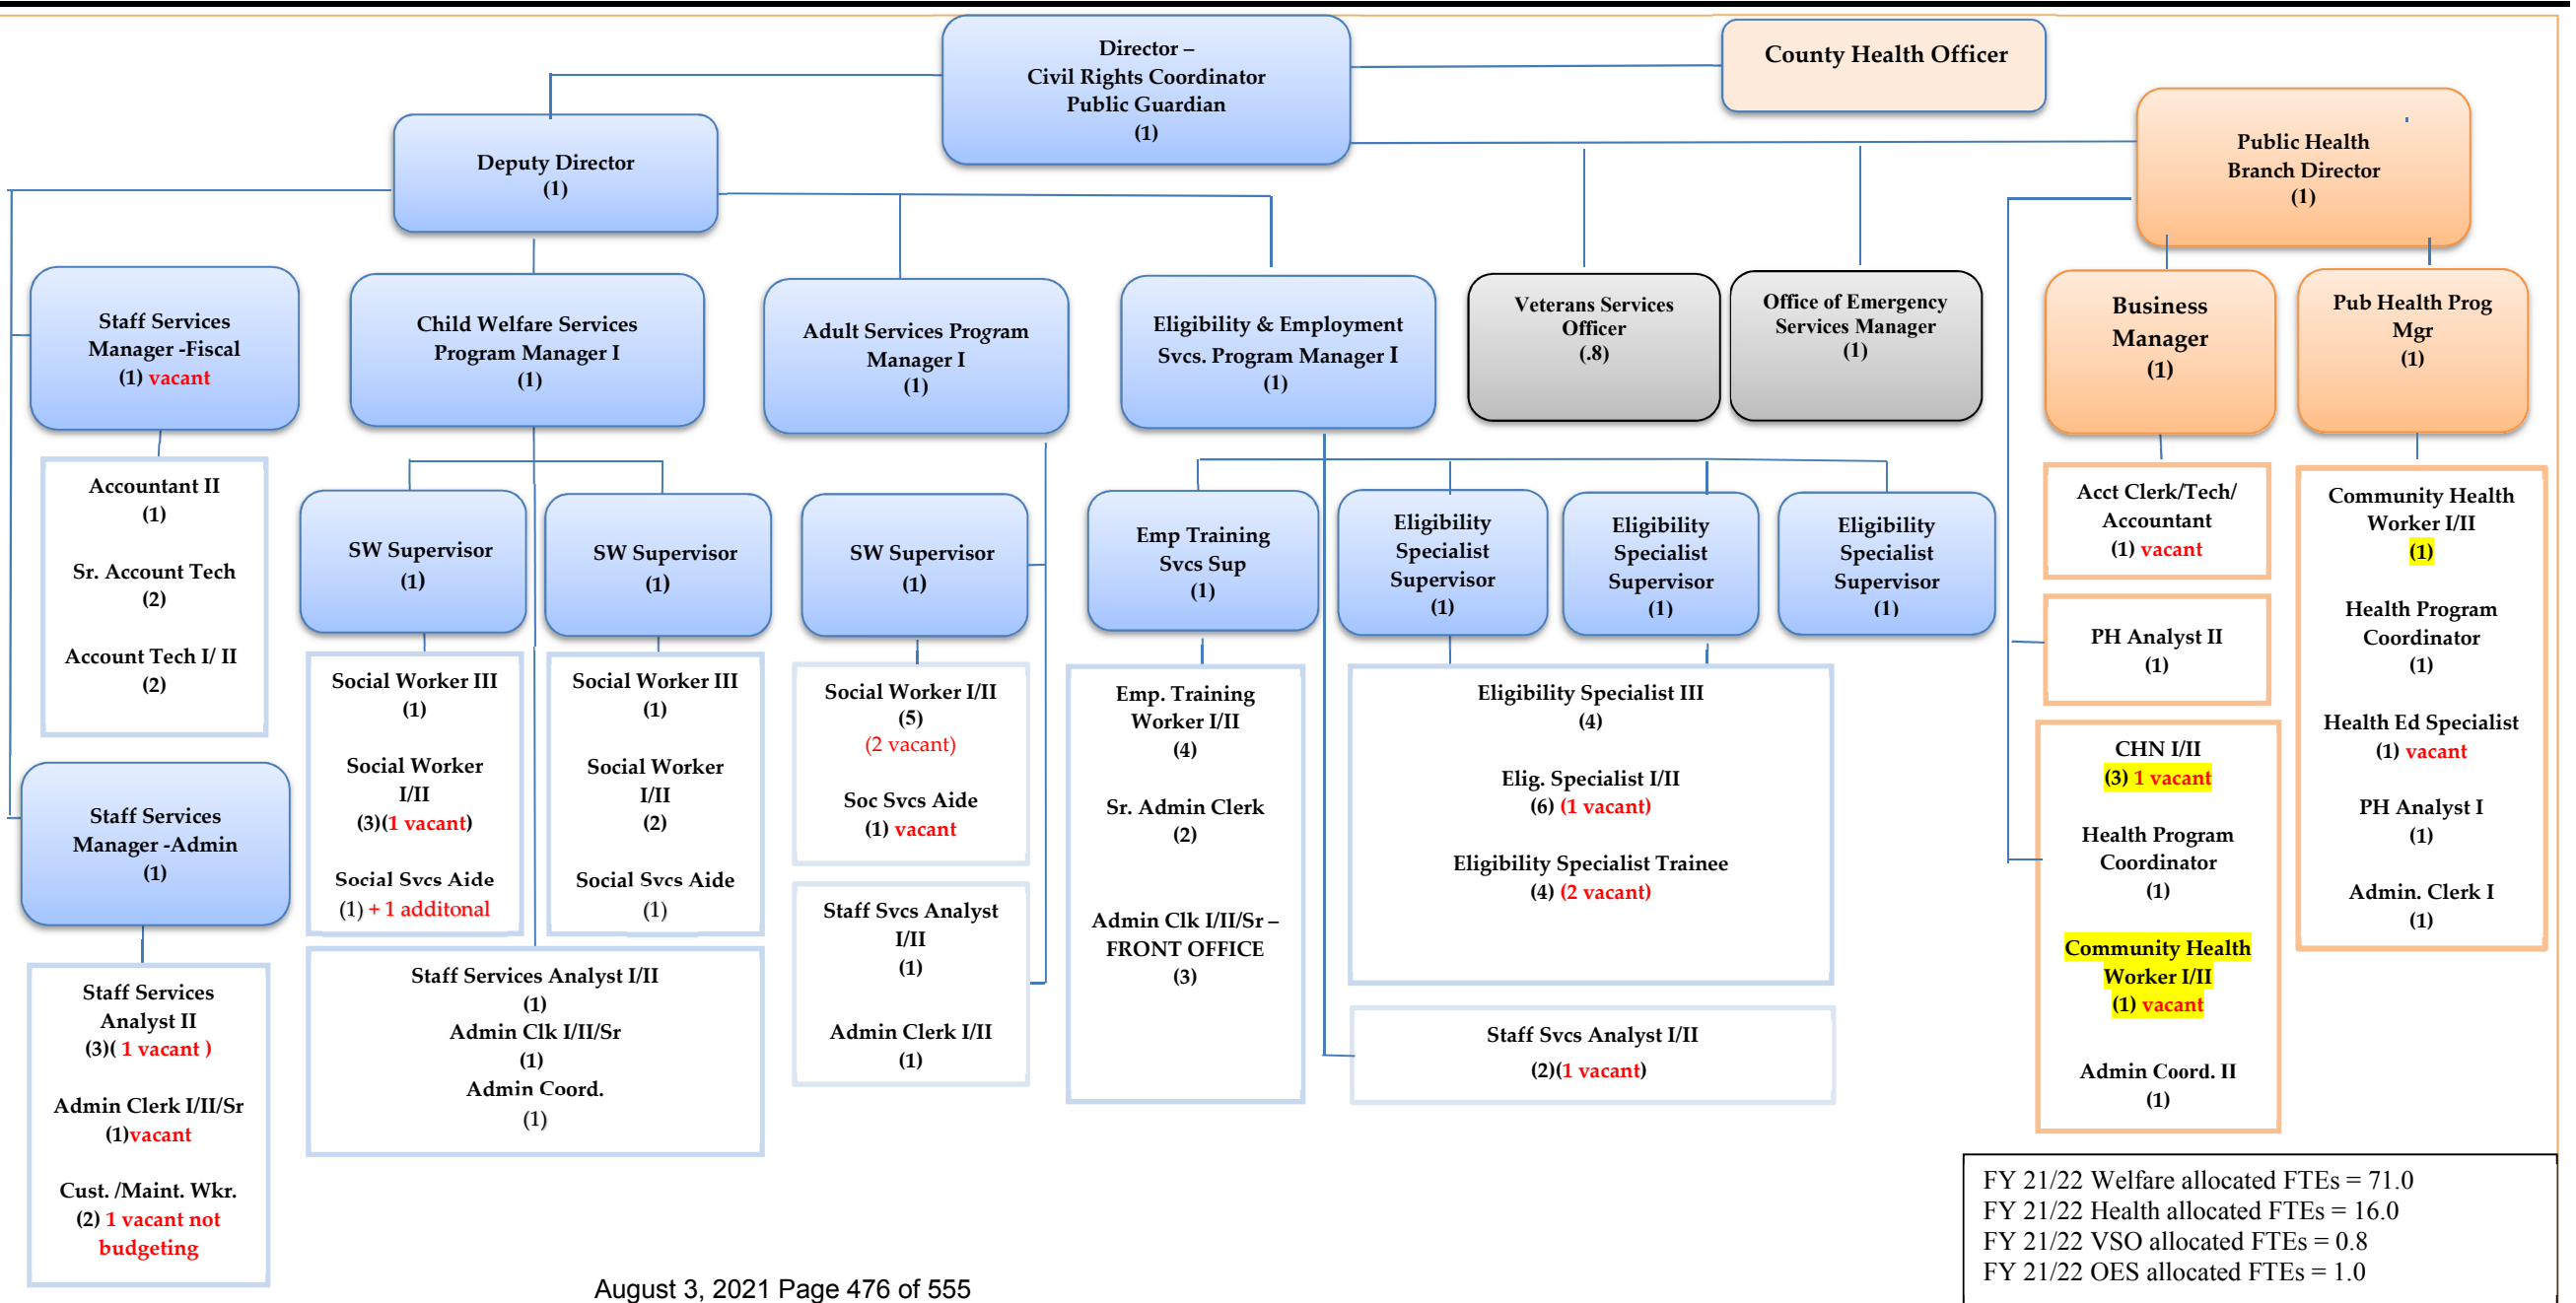 Director –
Civil Rights Coordinator
Public Guardian
(1)
County Health Officer
Deputy Director
(1)
Public Health
Branch Director
(1)
Staff Services
Manager -Fiscal
(1) vacant
Child Welfare Services
Program Manager I
(1)
Adult Services Program
Manager I
(1)
Eligibility & Employment
Svcs. Program Manager I
(1)
Veterans Services
Officer
(.8)
Office of Emergency
Services Manager
(1)
Business
Manager
(1)
Pub Health Prog
Mgr
(1)
Accountant II
(1)
Sr. Account Tech
(2)
Account Tech I/ II
(2)
SW Supervisor
(1)
SW Supervisor
(1)
SW Supervisor
(1)
Emp Training
Svcs Sup
(1)
Eligibility
Specialist
Supervisor
(1)
Eligibility
Specialist
Supervisor
(1)
Eligibility
Specialist
Supervisor
(1)
Acct Clerk/Tech/
Accountant
(1) vacant
PH Analyst II
(1)
Community Health
Worker I/II
(1)
Health Program
Coordinator
(1)
Health Ed Specialist
(1) vacant
PH Analyst I
(1)
Admin. Clerk I
(1)
Social Worker III
(1)
Social Worker
I/II
(3)(1 vacant)
Social Svcs Aide
(1) + 1 additonal
Social Worker III
(1)
Social Worker
I/II
(2)
Social Svcs Aide
(1)
Social Worker I/II
(5)
(2 vacant)
Soc Svcs Aide
(1) vacant
Emp. Training
Worker I/II
(4)
Sr. Admin Clerk
(2)
Admin Clk I/II/Sr –
FRONT OFFICE
(3)
Eligibility Specialist III
(4)
Elig. Specialist I/II
(6) (1 vacant)
Eligibility Specialist Trainee
(4) (2 vacant)
CHN I/II
(3) 1 vacant
Health Program
Coordinator
(1)
Community Health
Worker I/II
(1) vacant
Admin Coord. II
(1)
Staff Services
Manager -Admin
(1)
Staff Svcs Analyst
I/II
(1)
Admin Clerk I/II
(1)
Staff Services Analyst I/II
(1)
Admin Clk I/II/Sr
(1)
Admin Coord.
(1)
Staff Svcs Analyst I/II
(2)(1 vacant)
Staff Services
Analyst II
(3)( 1 vacant )
Admin Clerk I/II/Sr
(1)vacant
Cust. /Maint. Wkr.
(2) 1 vacant not
budgeting
FY 21/22 Welfare allocated FTEs = 71.0
FY 21/22 Health allocated FTEs = 16.0
FY 21/22 VSO allocated FTEs = 0.8
FY 21/22 OES allocated FTEs = 1.0
August 3, 2021 Page 476 of 555